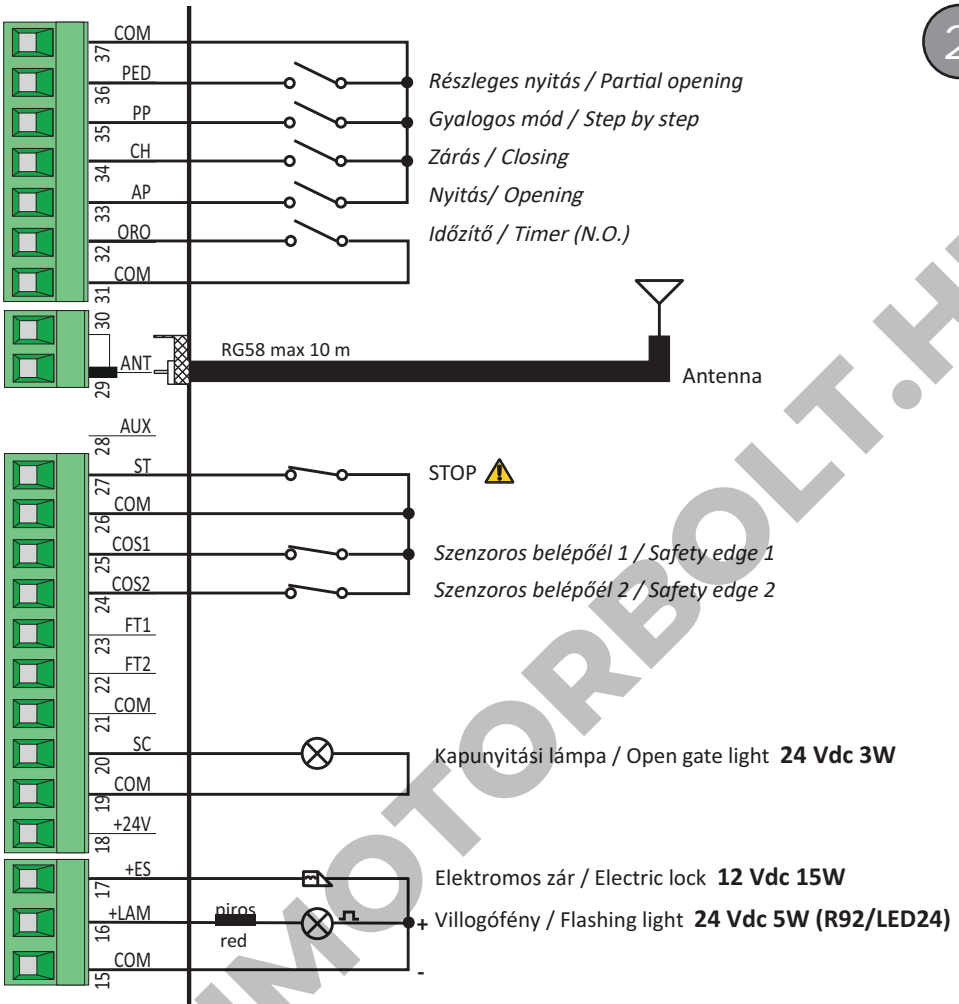 2
COM
37
PED
36
Részleges nyitás / Partial opening
PP
35
Gyalogos mód / Step by step
CH
34
Zárás / Closing
AP
33
Nyitás/ Opening
ORO
32
Időzítő / Timer (N.O.)
COM
31
30
RG58 max 10 m
ANT
29
Antenna
AUX
28
ST
27
STOP
COM
26
COS1
25
Szenzoros belépőél 1 / Safety edge 1
COS2
24
Szenzoros belépőél 2 / Safety edge 2
FT1
23
FT2
22
COM
21
SC
20
Kapunyitási lámpa / Open gate light 24 Vdc 3W
COM
19
+24V
18
+ES
17
Elektromos zár / Electric lock 12 Vdc 15W
+LAM
16
piros
red
+ Villogófény / Flashing light 24 Vdc 5W (R92/LED24)
COM
15
-
IMOTORBOLT.H